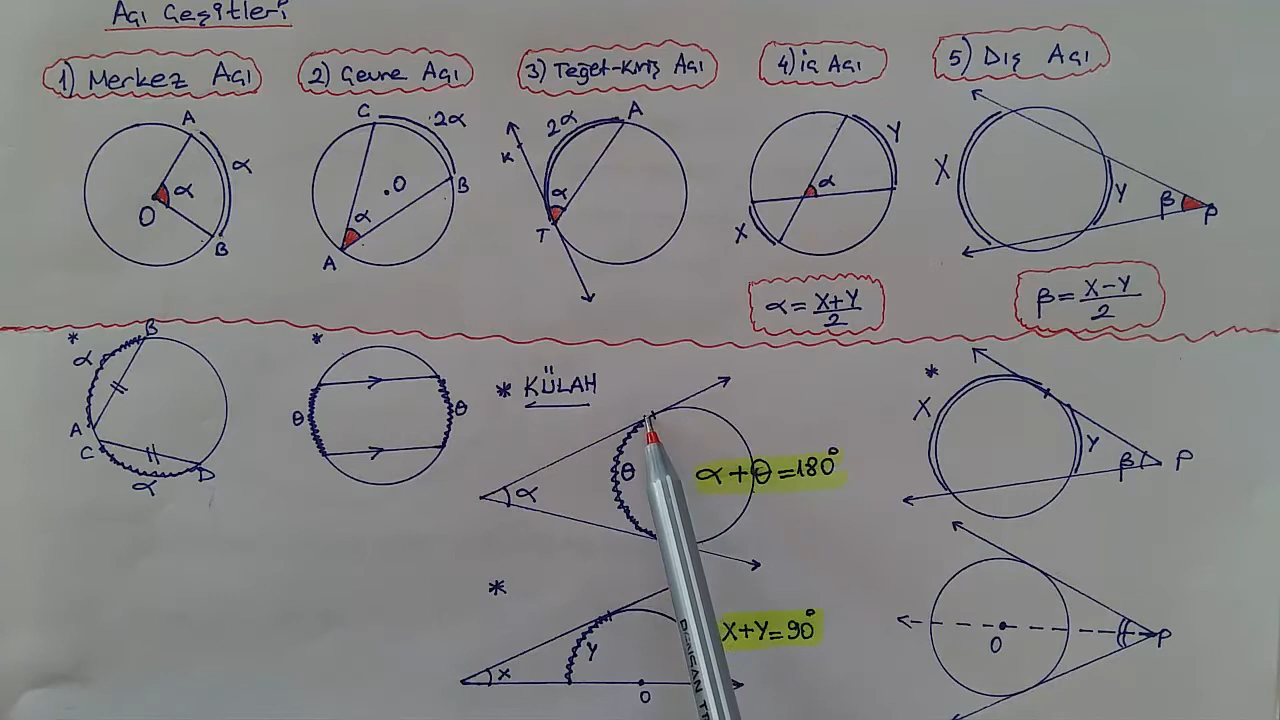 Açı Çeşitleri
1) Merkez Açı
2) Çevre Açı
3) Teğet-Kiriş Açı
4) İç Açı
5) Dış Açı
A
α
α
O
B
C
2α
O
B
α
A
2α
A
K
α
T
Y
α
X
X
Y
β
P
α = X+Y
2
β = X-Y
2
*
B
α
A
C
D
α
*
θ
θ
* KÜLAH
θ
α
α + θ = 180°
*
X
Y
β
P
*
Y
x
O
X+Y=90°
O
P